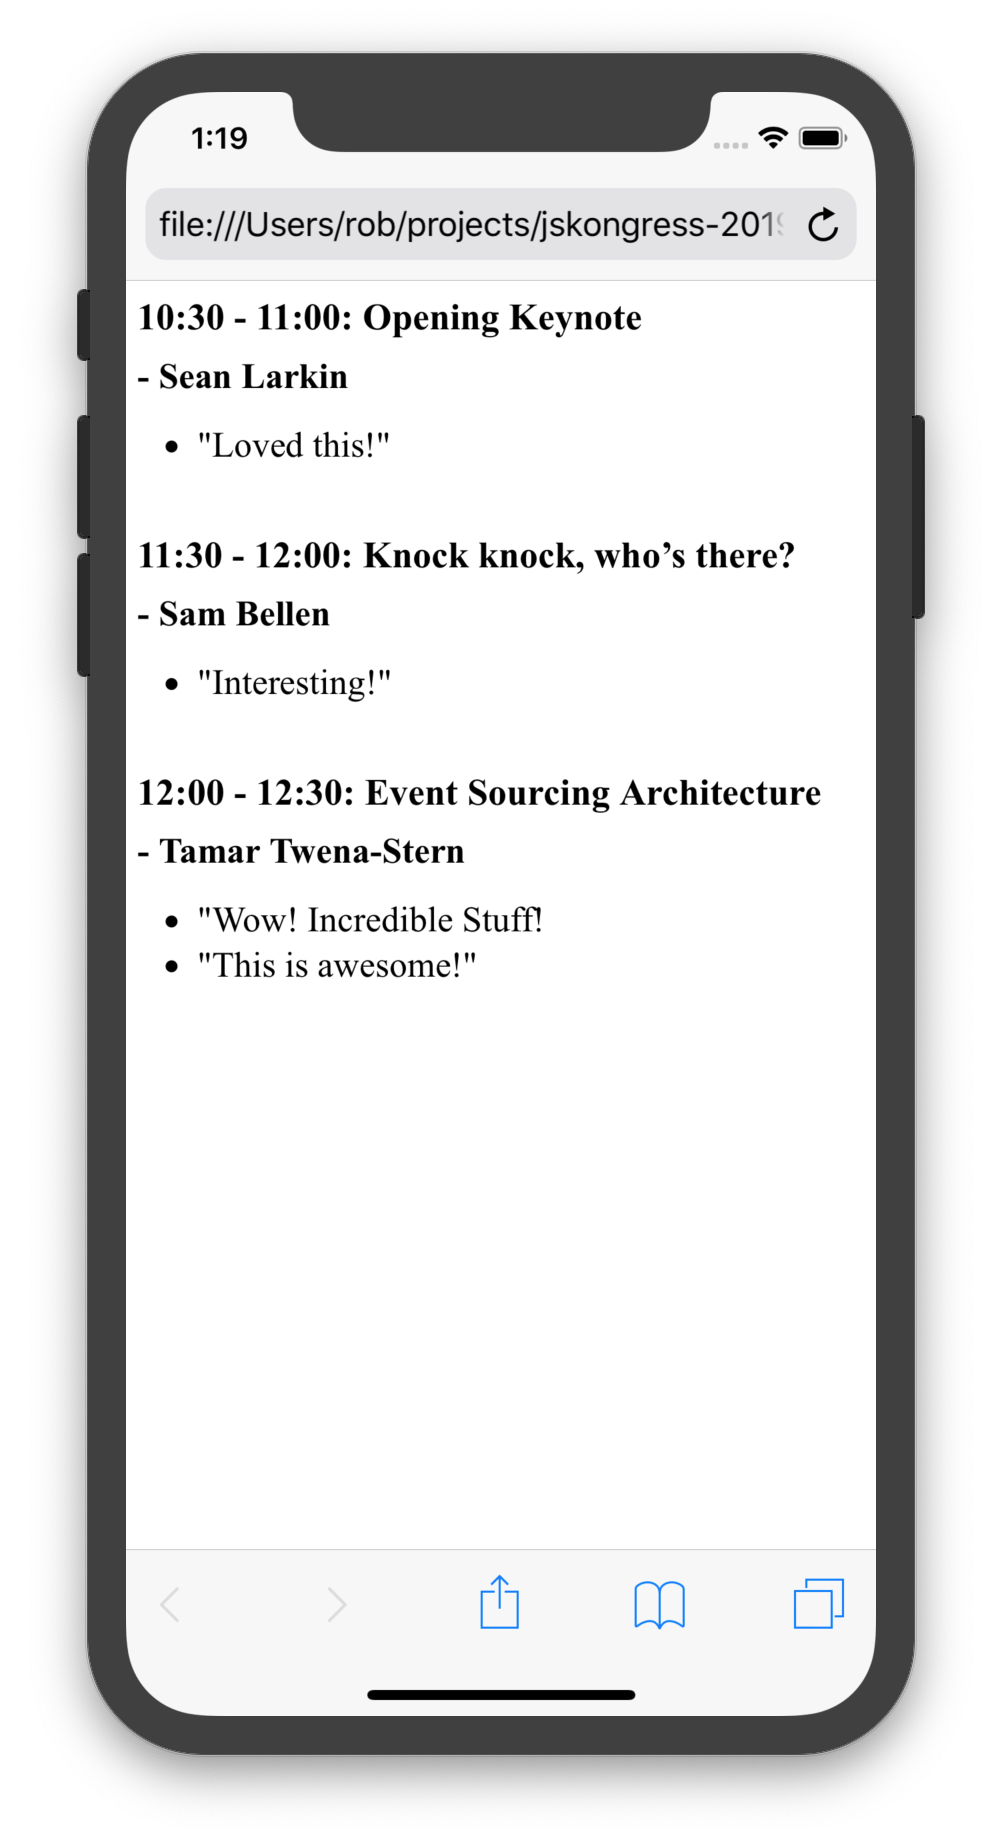 1:19
file:///Users/rob/projects/jskongress-2019
10:30 - 11:00: Opening Keynote
- Sean Larkin
• "Loved this!"
11:30 - 12:00: Knock knock, who’s there?
- Sam Bellen
• "Interesting!"
12:00 - 12:30: Event Sourcing Architecture
- Tamar Twena-Stern
• "Wow! Incredible Stuff!
• "This is awesome!"